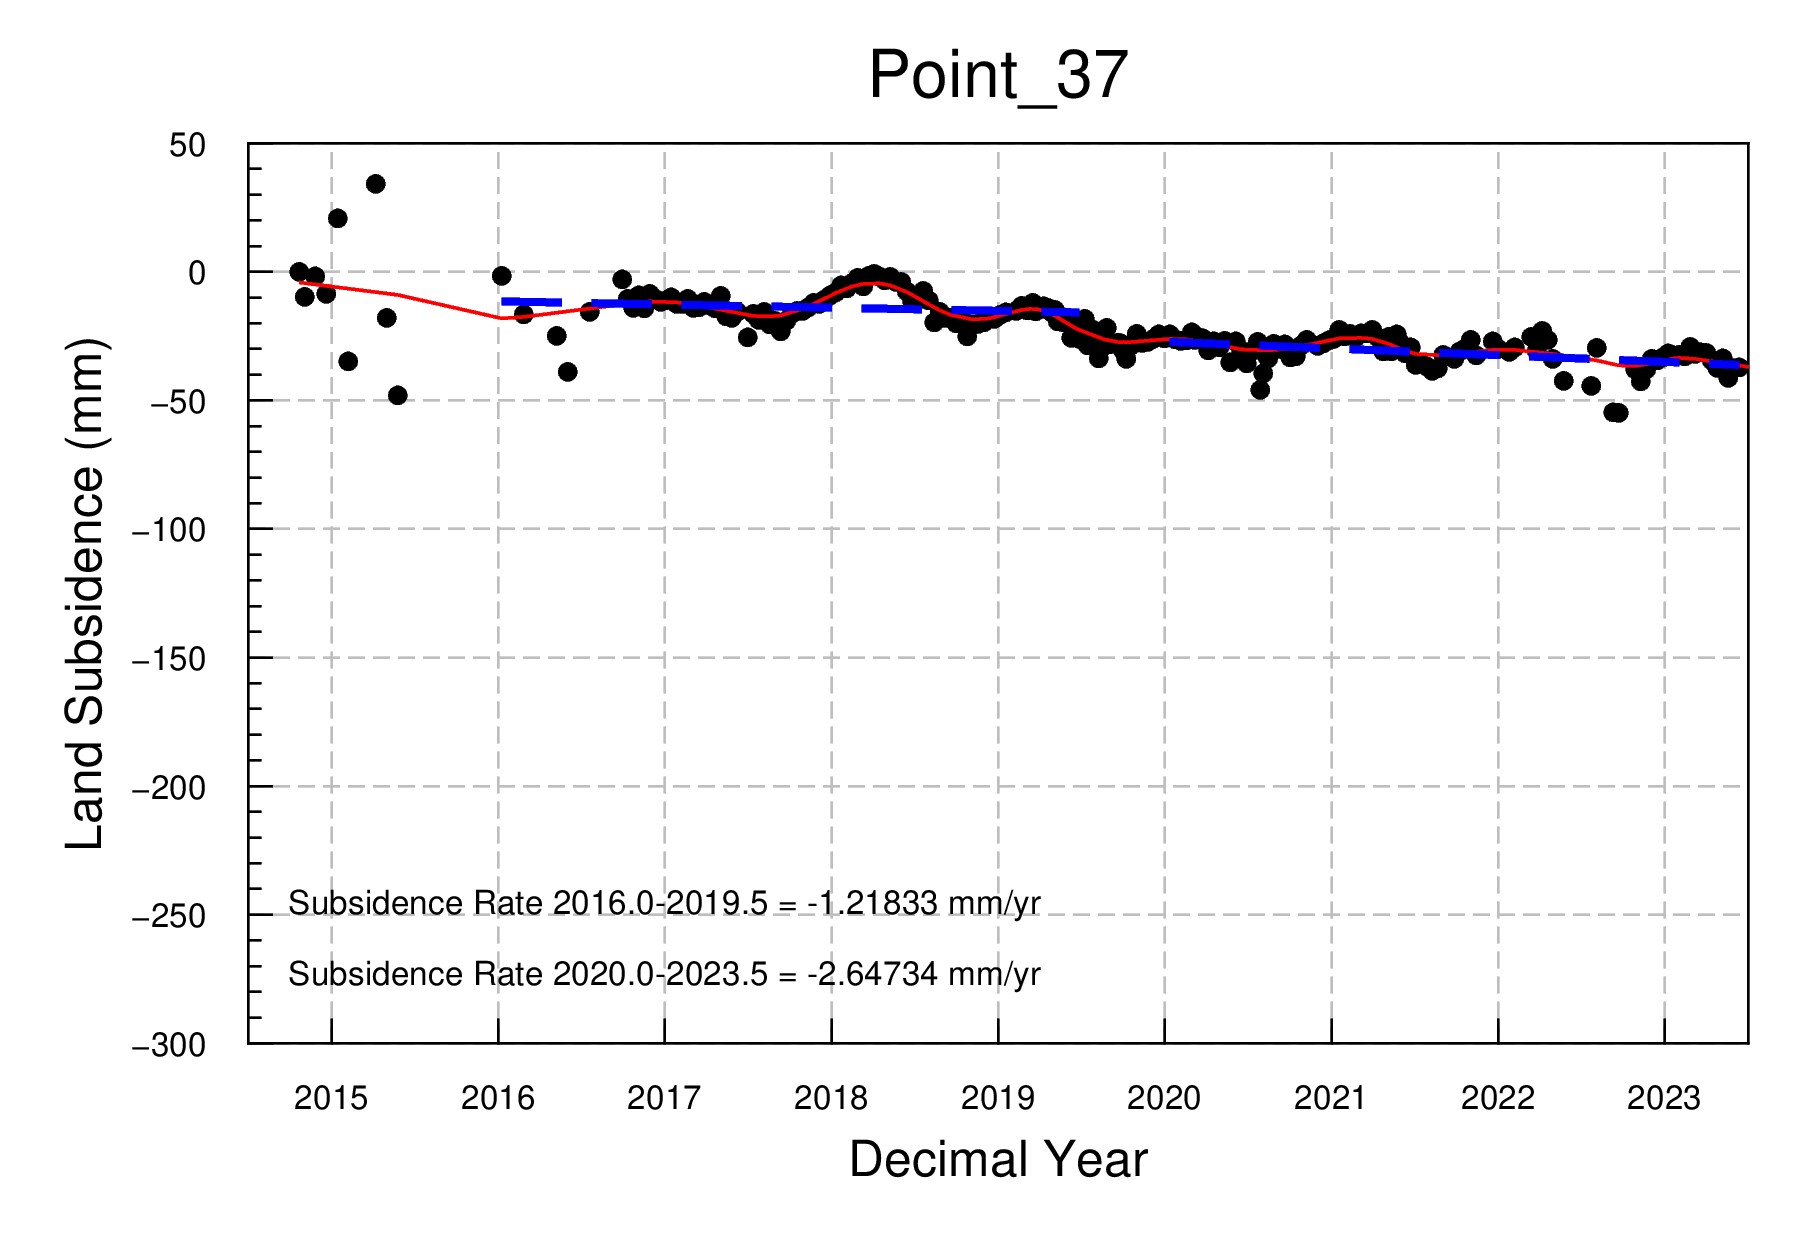 Point_37
50
0
−50
−100
−150
−200
−250
−300
Land Subsidence (mm)
Subsidence Rate 2016.0-2019.5 = -1.21833 mm/yr
Subsidence Rate 2020.0-2023.5 = -2.64734 mm/yr
2015 2016 2017 2018 2019 2020 2021 2022 2023
Decimal Year